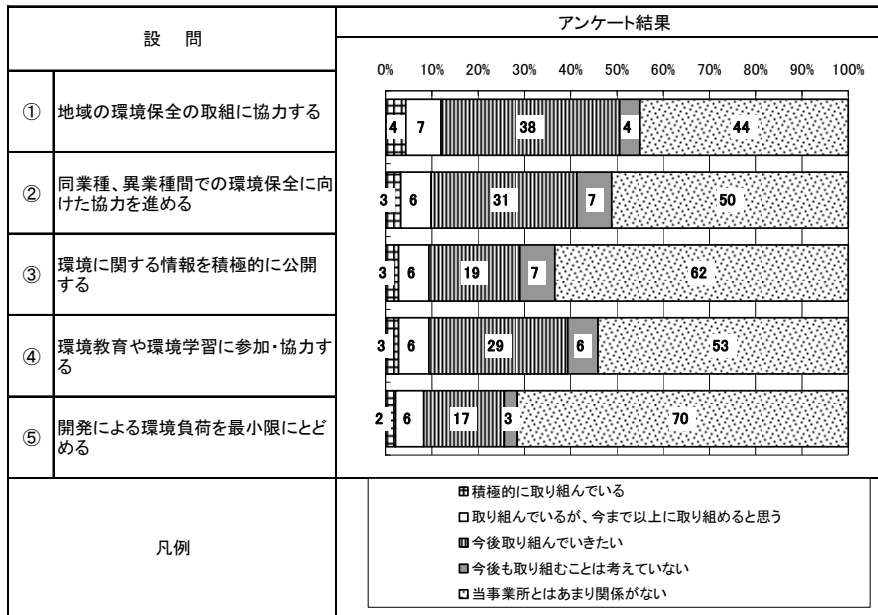 設 問
アンケート結果
0% 10% 20% 30% 40% 50% 60% 70% 80% 90% 100%
① 地域の環境保全の取組に協力する
4 7 38 4 44
② 同業種、異業種間での環境保全に向
けた協力を進める
3 6 31 7 50
③ 環境に関する情報を積極的に公開
する
3 6 19 7 62
④ 環境教育や環境学習に参加・協力す
る
3 6 29 6 53
⑤ 開発による環境負荷を最小限にとど
める
2 6 17 3 70
凡例
積極的に取り組んでいる
取り組んでいるが、今まで以上に取り組めると思う
今後取り組んでいきたい
今後も取り組むことは考えていない
当事業所とはあまり関係がない